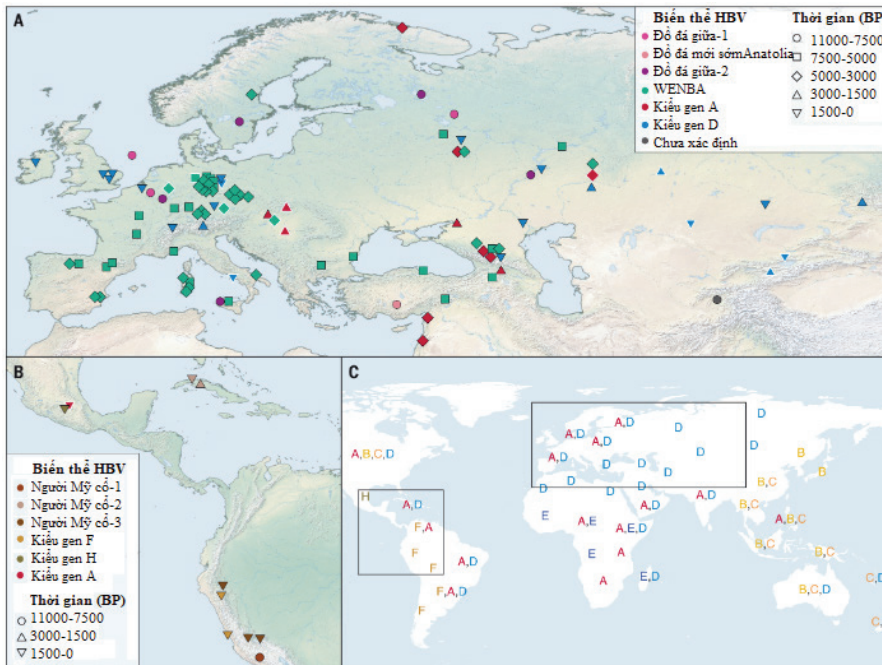 A
Biến thể HBV
Đồ đá giữa-1
Đồ đá mới sớmAnatolia
Đồ đá giữa-2
WENBA
Kiểu gen A
Kiểu gen D
Chưa xác định
Thời gian (BP)
11000-7500
7500-5000
5000-3000
3000-1500
1500-0
B
Biến thể HBV
Người Mỹ cổ-1
Người Mỹ cổ-2
Người Mỹ cổ-3
Kiểu gen F
Kiểu gen H
Kiểu gen A
Thời gian (BP)
11000-7500
3000-1500
1500-0
C
D
A,D
A,D
D
A,D
D
A,B,C,D
A,D
D
D
B
D
D
D
D
B
D
D
D
D
B,C
H
A,D
E
A,E
A,D
A,D
B,C
A,B,C
F,A
A,E,D
F
A,D
E
A
B,C
B,C
F,A,D
A
E,D
B,C,D
C,D
F
C,